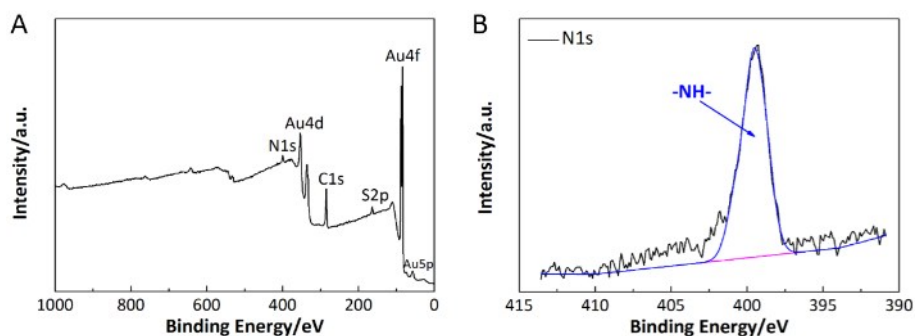 A
Intensity/a.u.
Au4f
Au4d
N1s
C1s
S2p
Au5p
1000 800 600 400 200 0
Binding Energy/eV
B
N1s
-NH-
Intensity/a.u.
415 410 405 400 395 390
Binding Energy/eV